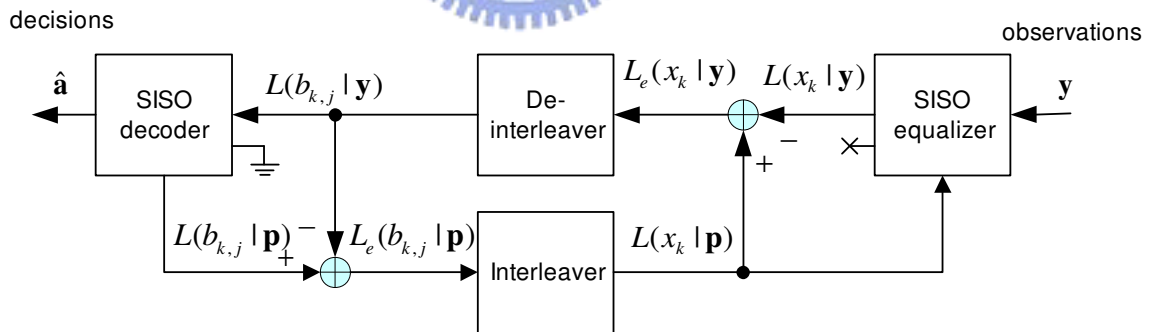 decisions
observations
â
SISO
decoder
L(b_{k,j} | y)
De-
interleaver
L_e(x_k | y)
L(x_k | y)
SISO
equalizer
y
−
+
L(b_{k,j} | p)
−
+
L_e(b_{k,j} | p)
Interleaver
L(x_k | p)